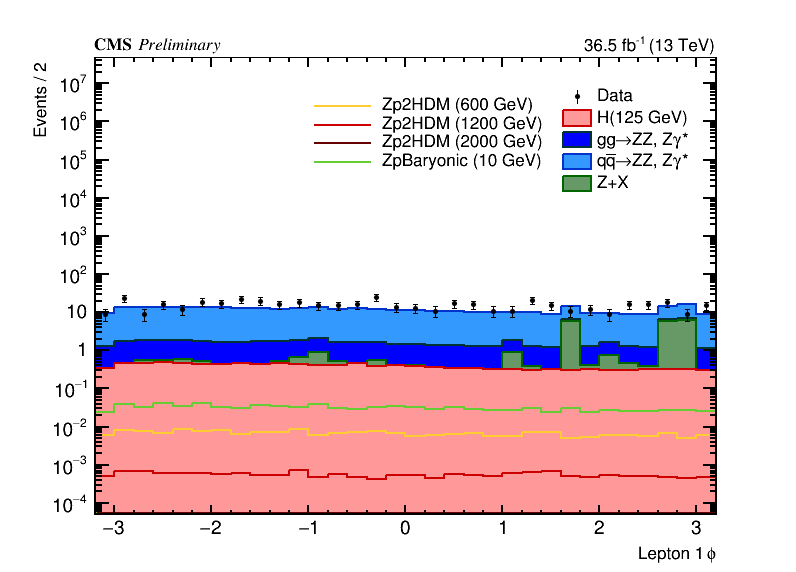 CMS Preliminary
36.5 fb⁻¹ (13 TeV)
Events / 2
10⁷
10⁶
10⁵
10⁴
10³
10²
10
1
10⁻¹
10⁻²
10⁻³
10⁻⁴
Zp2HDM (600 GeV)
Zp2HDM (1200 GeV)
Zp2HDM (2000 GeV)
ZpBaryonic (10 GeV)
Data
H(125 GeV)
gg→ZZ, Zγ*
qq̅→ZZ, Zγ*
Z+X
−3 −2 −1 0 1 2 3
Lepton 1 ϕ